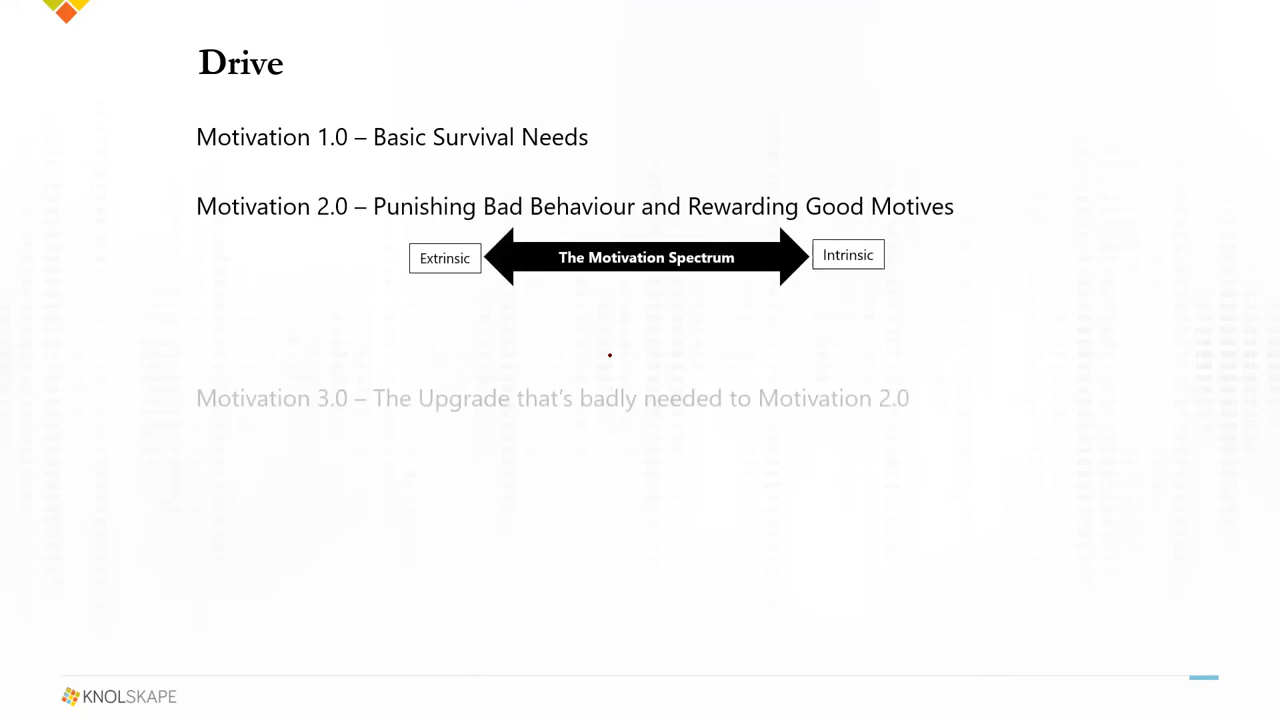 Drive
Motivation 1.0 – Basic Survival Needs
Motivation 2.0 – Punishing Bad Behaviour and Rewarding Good Motives
Extrinsic
The Motivation Spectrum
Intrinsic
Motivation 3.0 – The Upgrade that's badly needed to Motivation 2.0
KNOLSKAPE